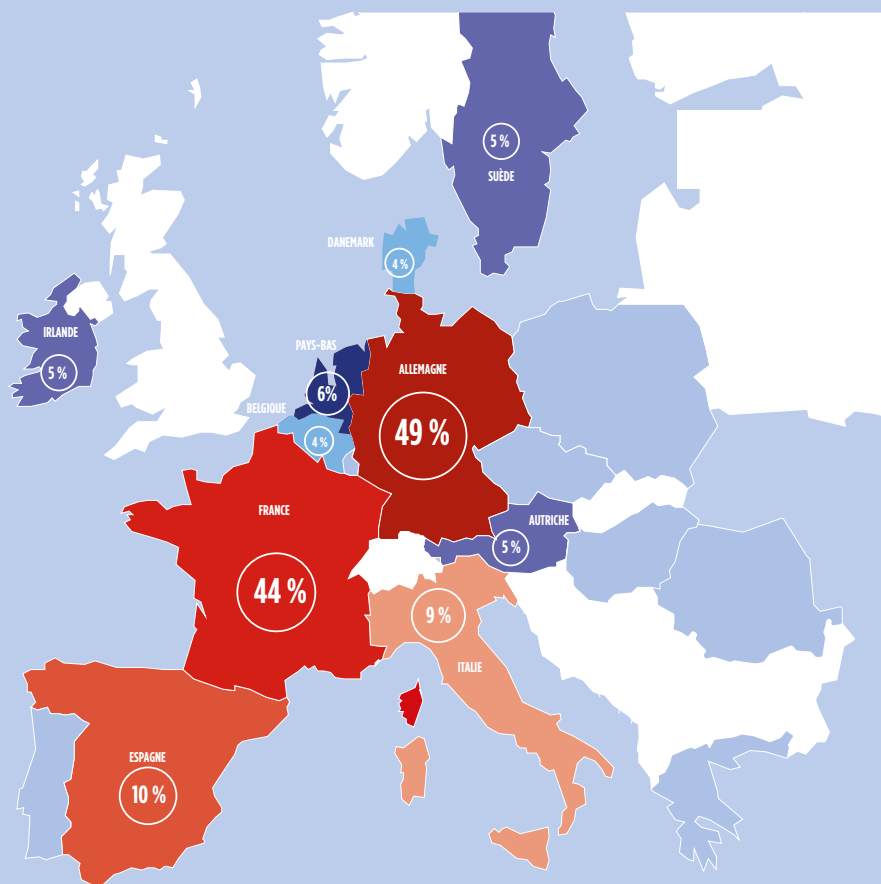 5 %
SUÈDE
DANEMARK
4 %
IRLANDE
5 %
PAYS-BAS
6%
BELGIQUE
4 %
ALLEMAGNE
49 %
FRANCE
44 %
AUTRICHE
5 %
9 %
ITALIE
ESPAGNE
10 %